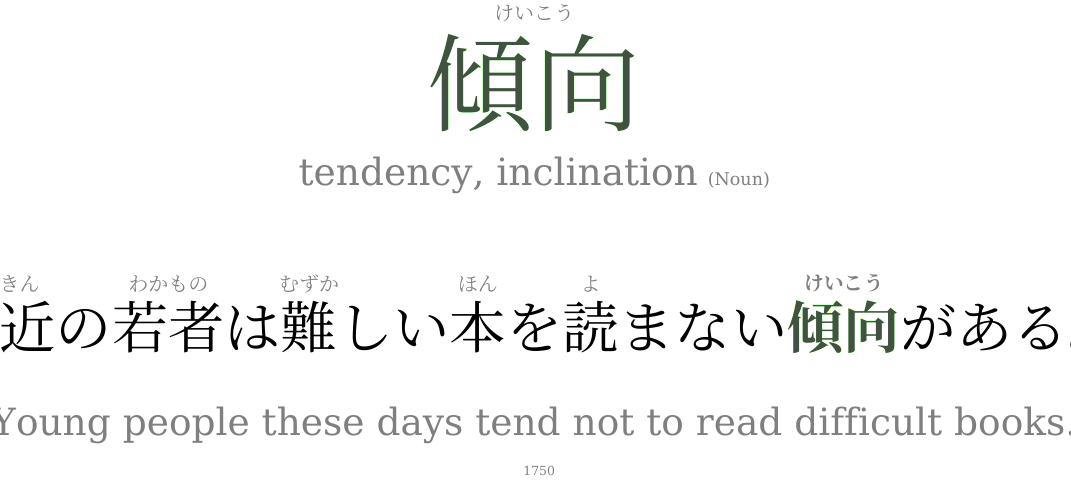 けいこう
傾向
tendency, inclination (Noun)
きん わかもの むずか ほん よ けいこう
近の若者は難しい本を読まない傾向がある
Young people these days tend not to read difficult books.
1750